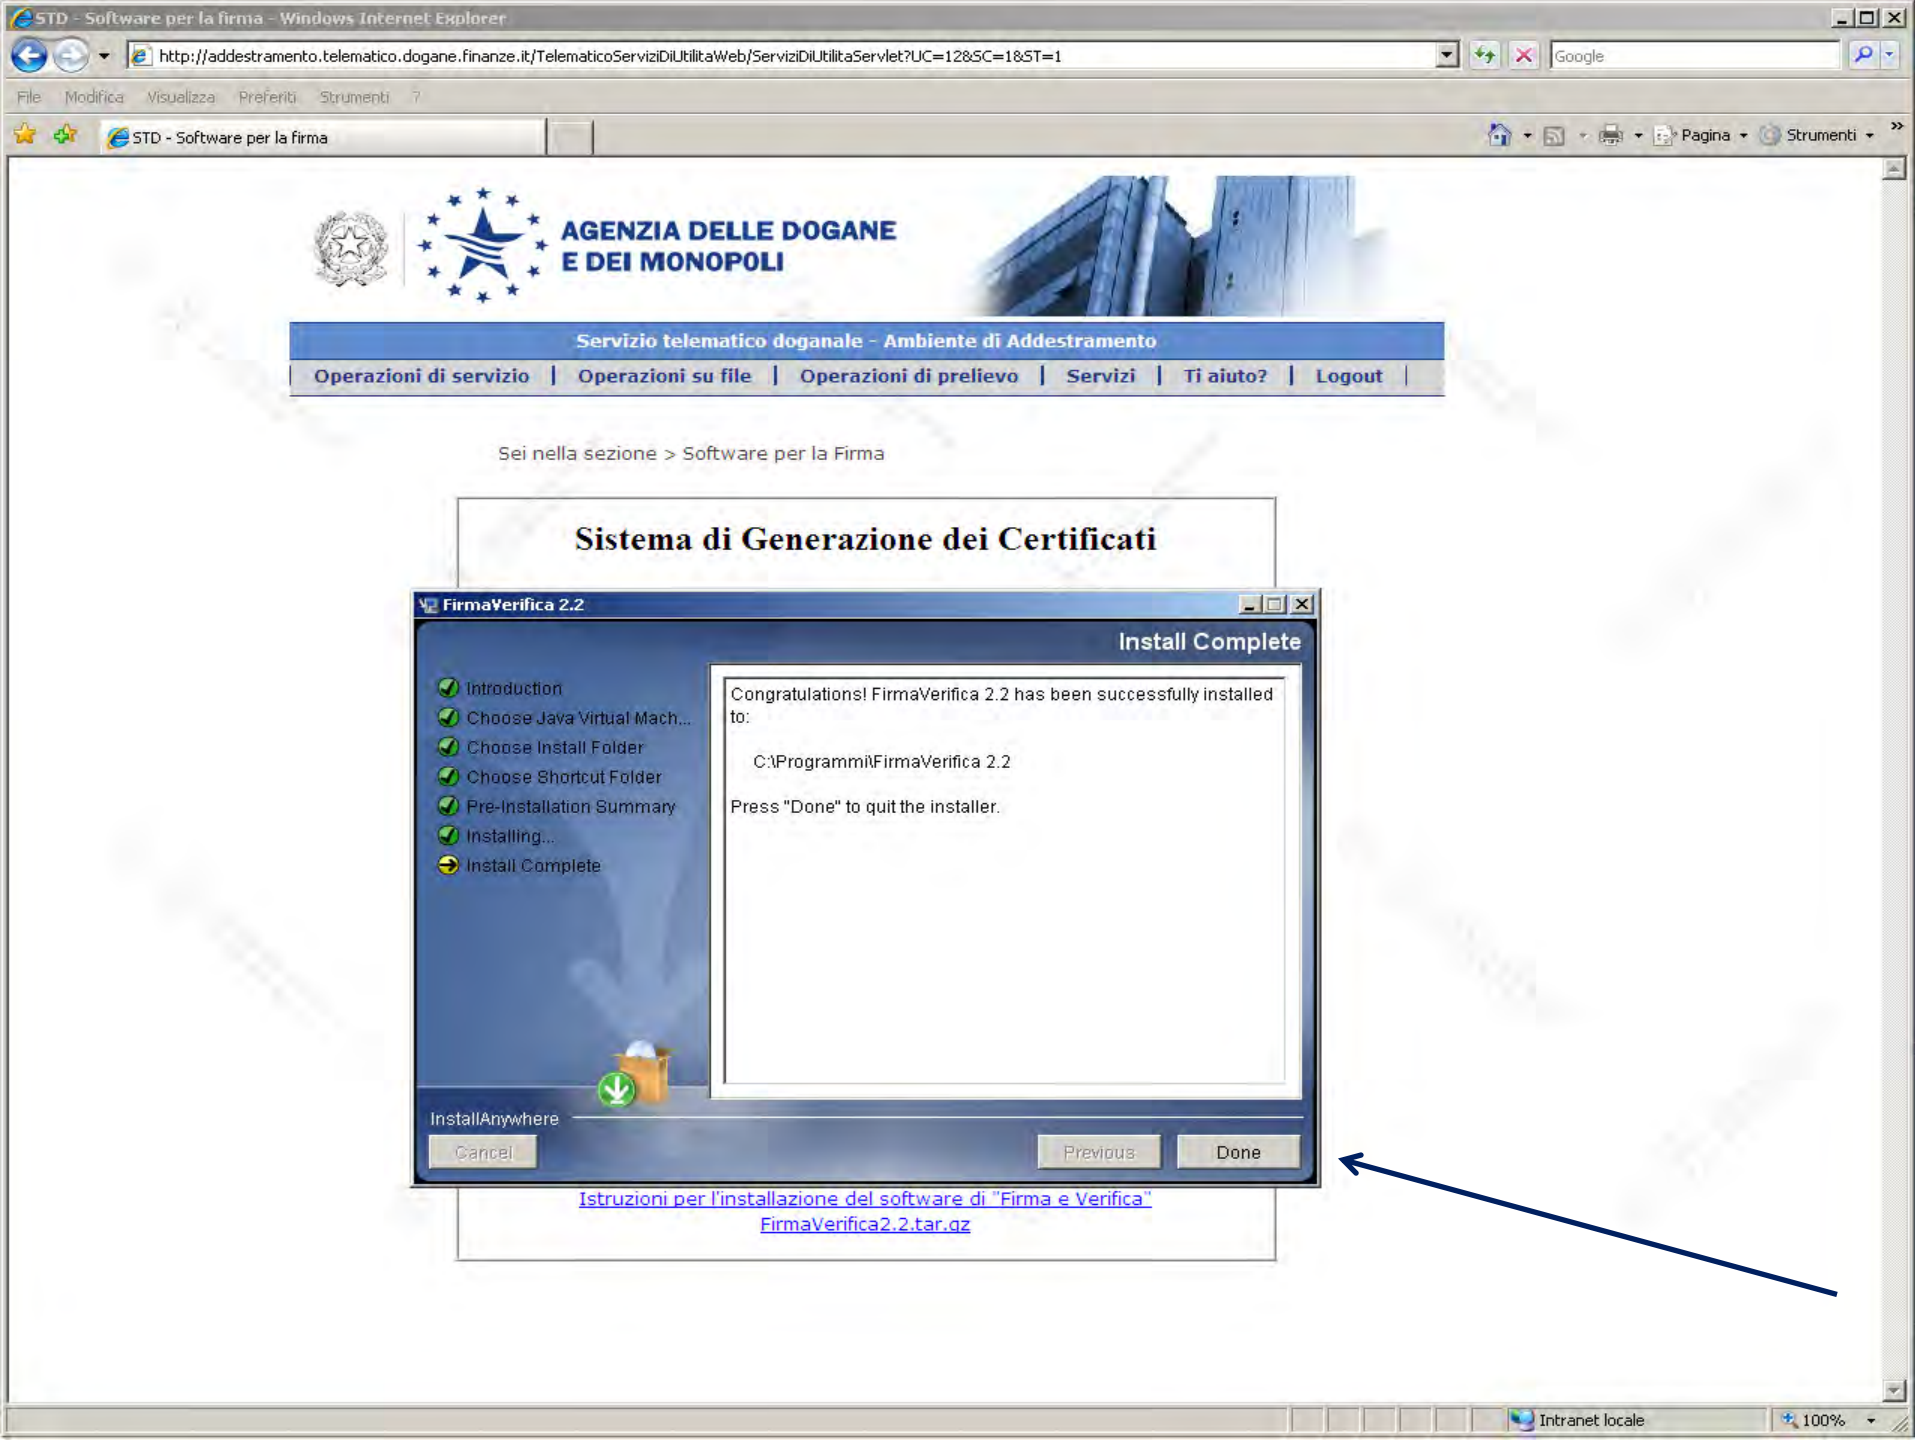 STD - Software per la firma - Windows Internet Explorer
http://addestramento.telematico.dogane.finanze.it/TelematicoServiziDiUtilitaWeb/ServiziDiUtilitaServlet?UC=12&SC=1&ST=1
Google
File Modifica Visualizza Preferiti Strumenti ?
STD - Software per la firma
Pagina Strumenti »
AGENZIA DELLE DOGANE
E DEI MONOPOLI
Servizio telematico doganale - Ambiente di Addestramento
Operazioni di servizio | Operazioni su file | Operazioni di prelievo | Servizi | Ti aiuto? | Logout |
Sei nella sezione > Software per la Firma
Sistema di Generazione dei Certificati
FirmaVerifica 2.2
Install Complete
Introduction
Choose Java Virtual Mach...
Choose Install Folder
Choose Shortcut Folder
Pre-Installation Summary
Installing...
Install Complete
Congratulations! FirmaVerifica 2.2 has been successfully installed
to:
C:\Programmi\FirmaVerifica 2.2
Press "Done" to quit the installer.
InstallAnywhere
Cancel Previous Done
Istruzioni per l'installazione del software di "Firma e Verifica"
FirmaVerifica2.2.tar.gz
Intranet locale 100%